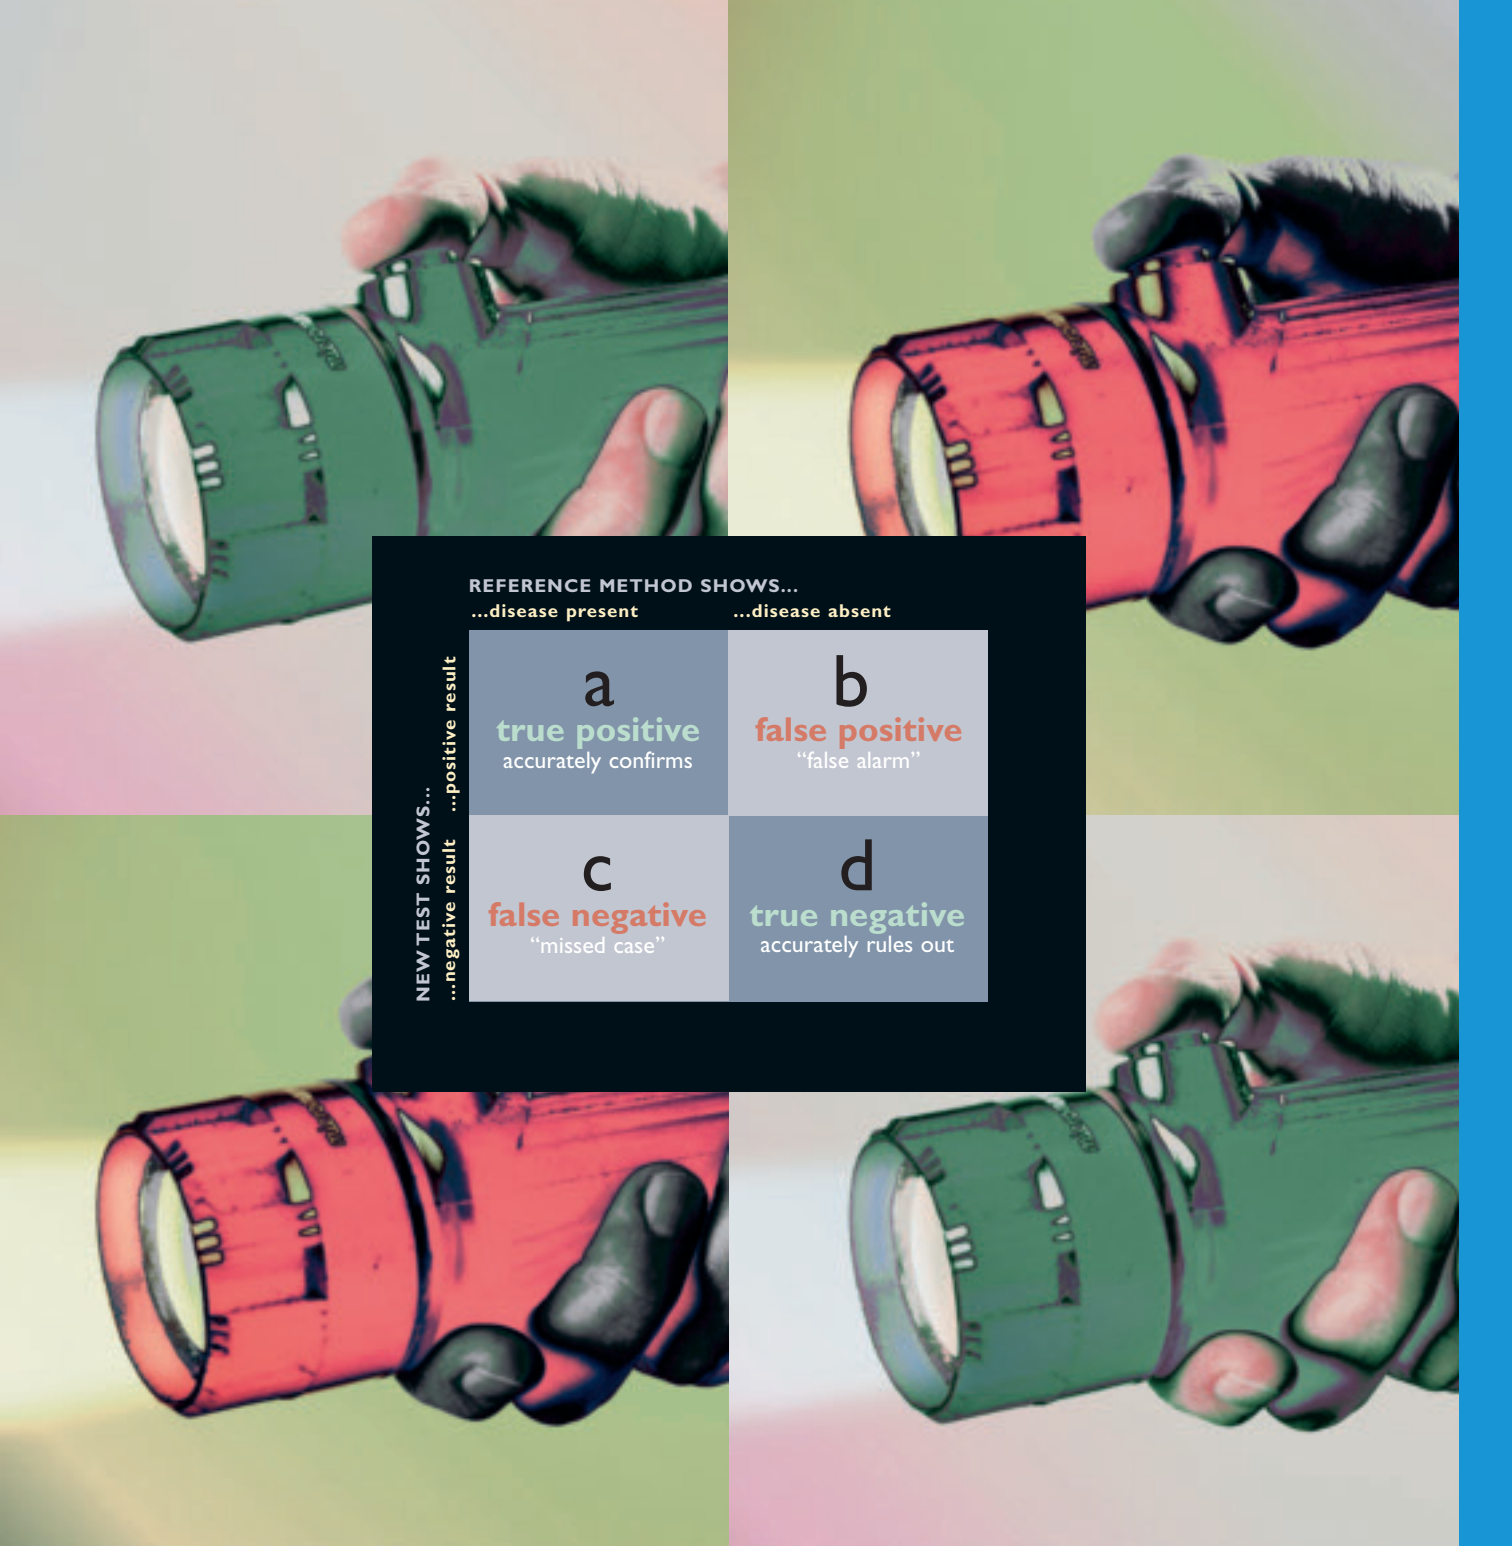 REFERENCE METHOD SHOWS...
...disease present ...disease absent
NEW TEST SHOWS...
...positive result
...negative result
a
true positive
accurately confirms
b
false positive
“false alarm”
c
false negative
“missed case”
d
true negative
accurately rules out